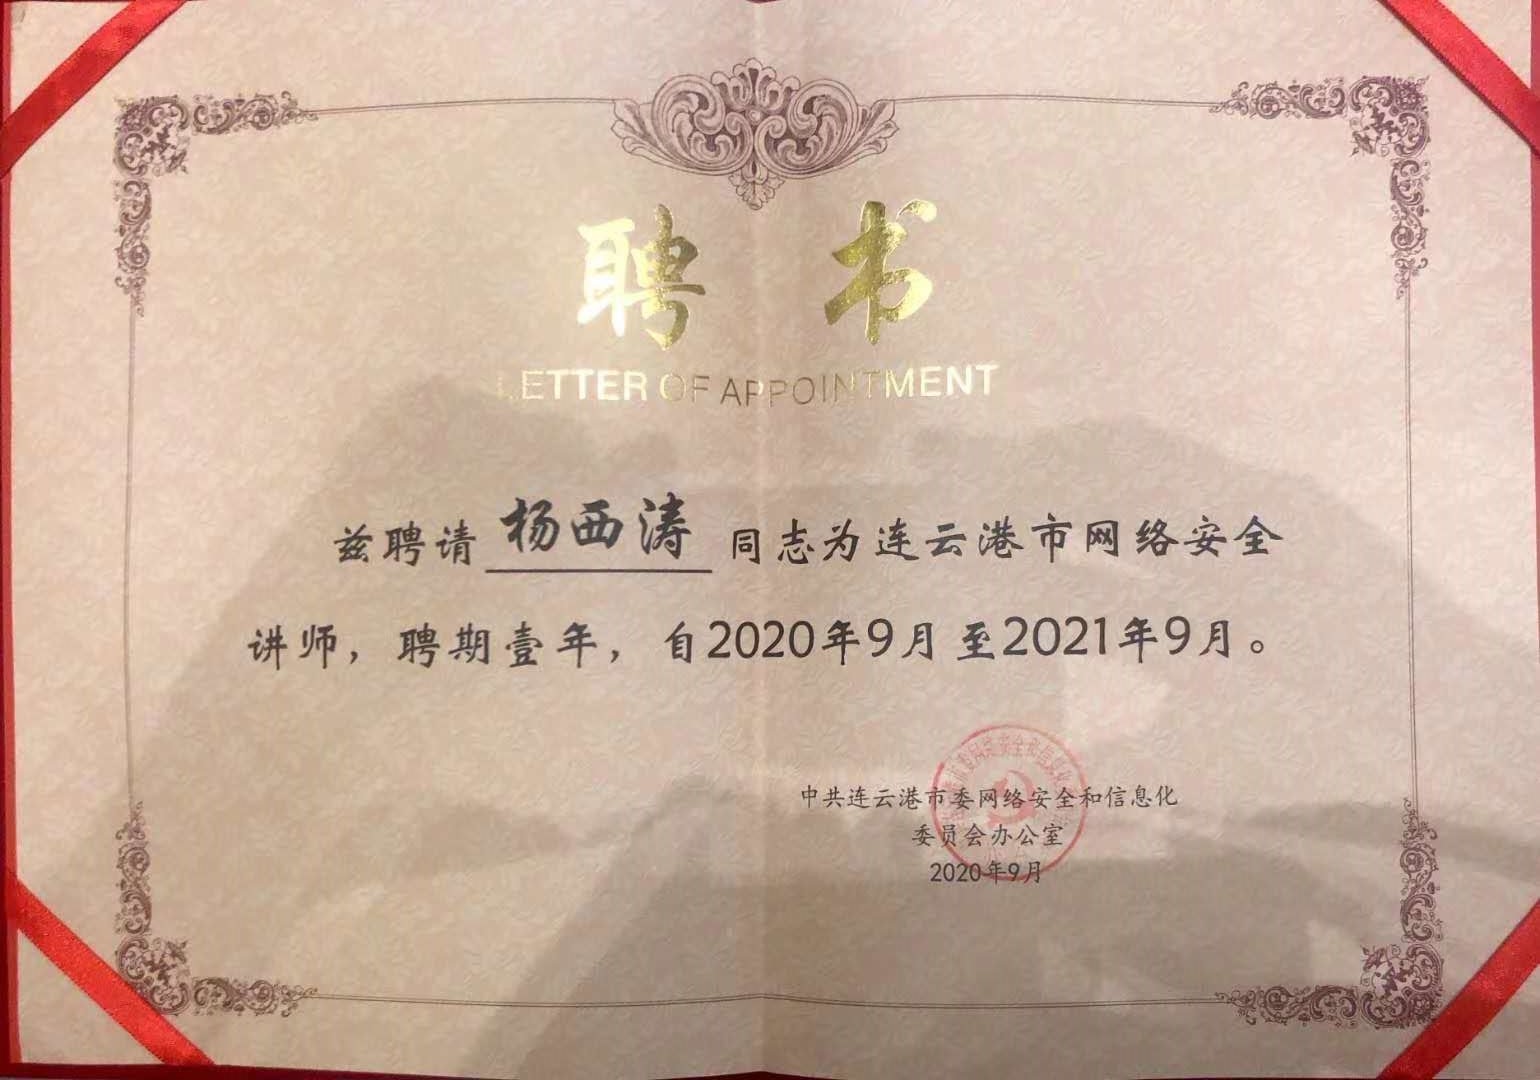 聘书
LETTER OF APPOINTMENT
兹聘请 杨西涛 同志为连云港市网络安全
讲师，聘期壹年，自2020年9月至2021年9月。
中共连云港市委网络安全和信息化
委员会办公室
2020年9月